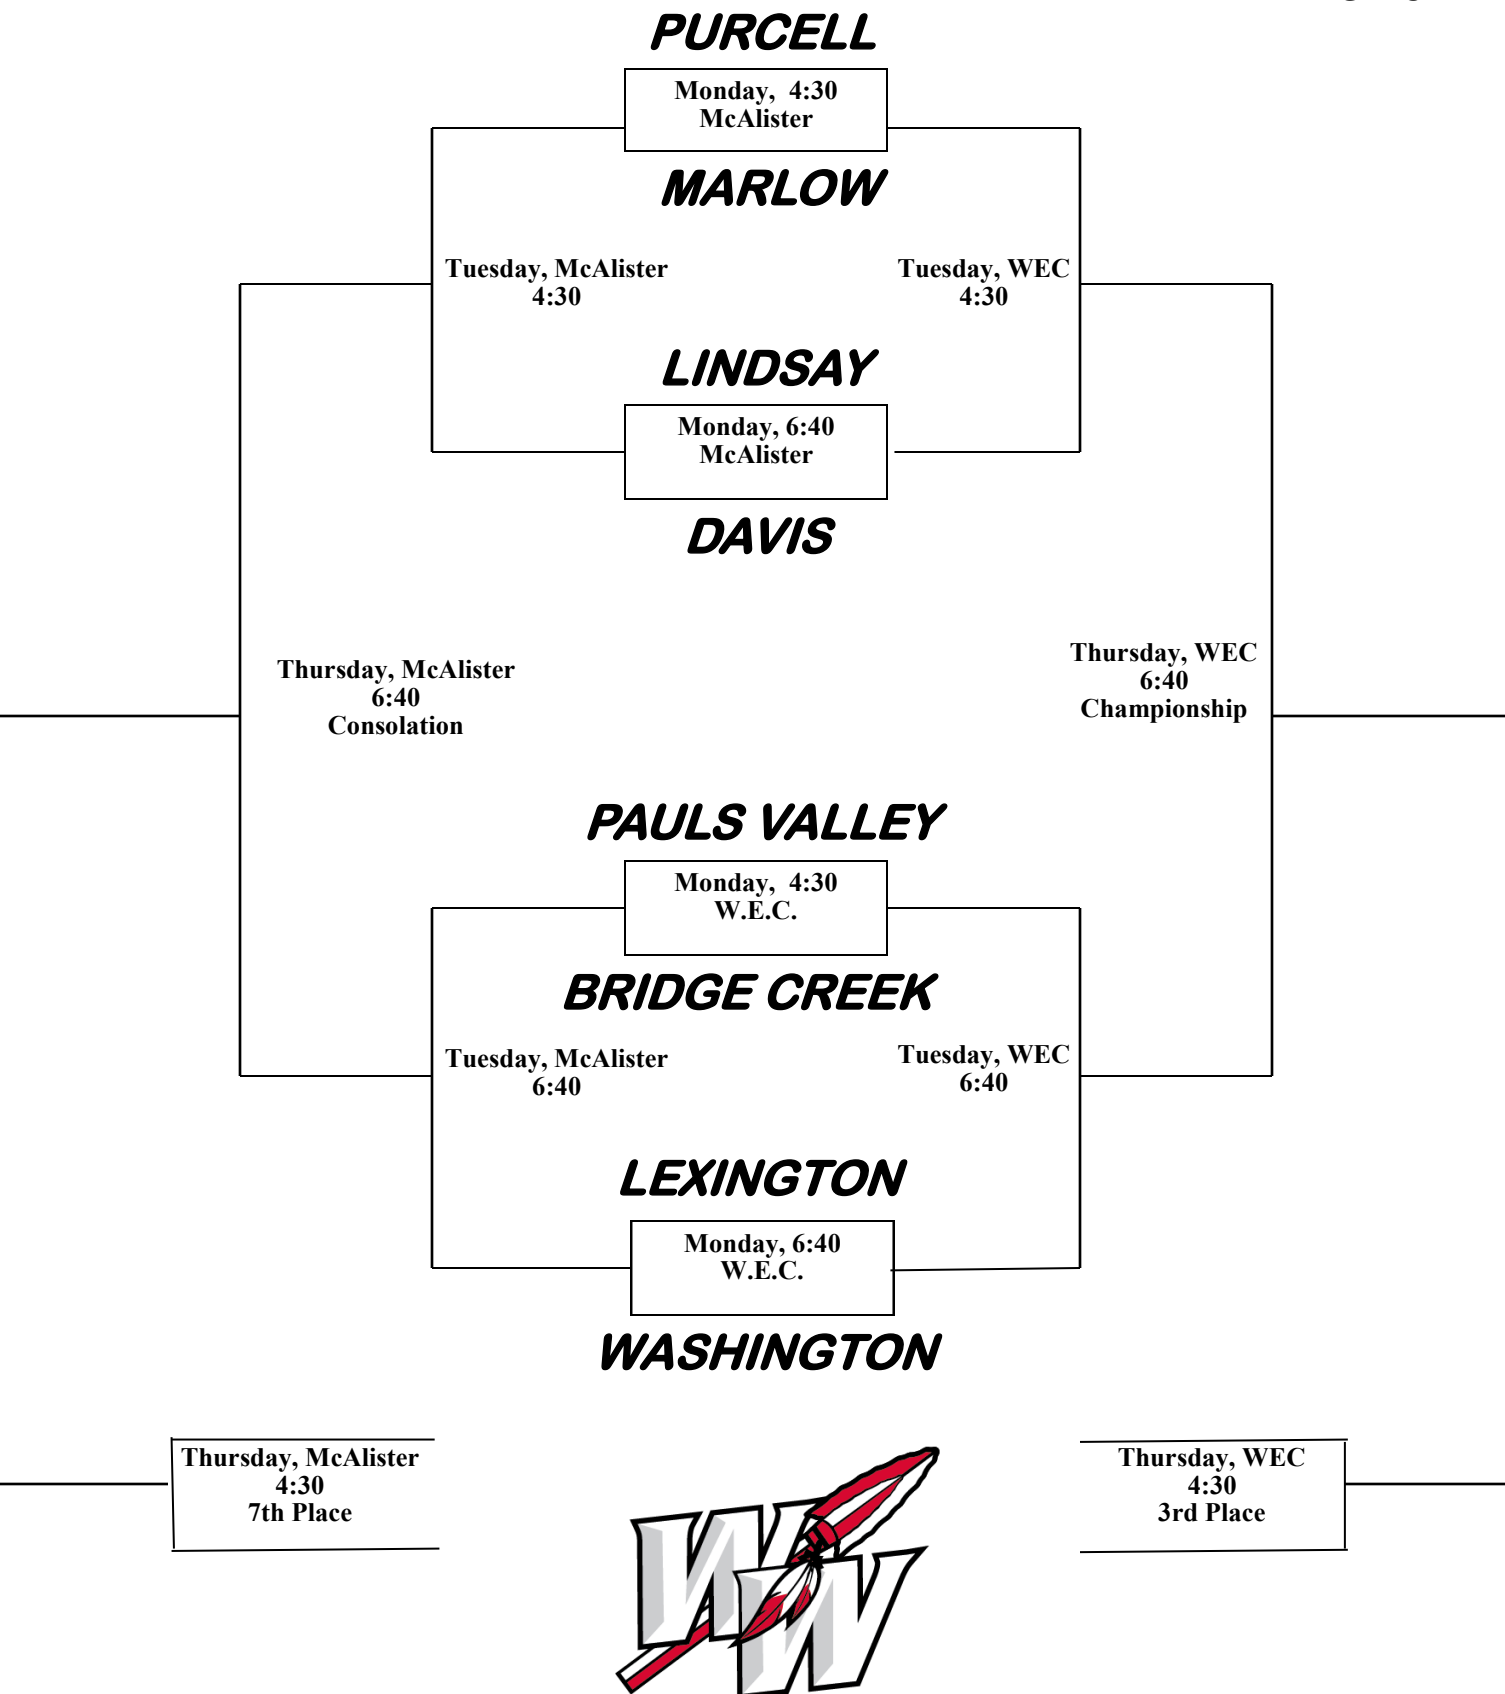 PURCELL
Monday, 4:30
McAlister
MARLOW
Tuesday, McAlister
4:30
Tuesday, WEC
4:30
LINDSAY
Monday, 6:40
McAlister
DAVIS
Thursday, McAlister
6:40
Consolation
Thursday, WEC
6:40
Championship
PAULS VALLEY
Monday, 4:30
W.E.C.
BRIDGE CREEK
Tuesday, McAlister
6:40
Tuesday, WEC
6:40
LEXINGTON
Monday, 6:40
W.E.C.
WASHINGTON
Thursday, McAlister
4:30
7th Place
Thursday, WEC
4:30
3rd Place
WW